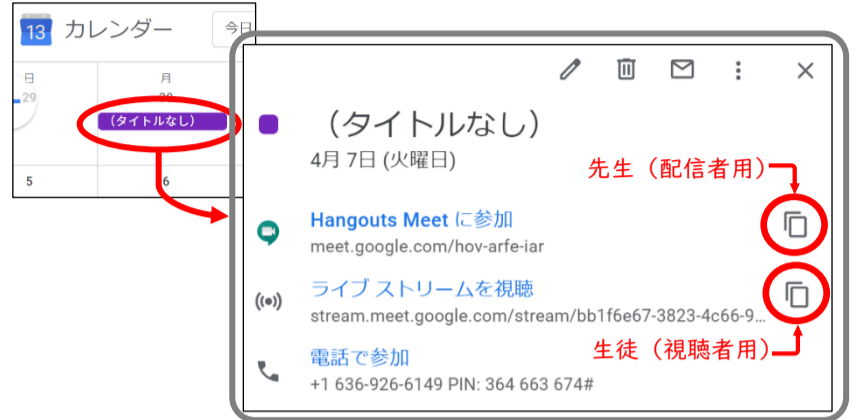 13 カレンダー 今日
日 月
29 30
(タイトルなし)
5 6
(タイトルなし)
4月 7日 (火曜日)
先生(配信者用)
Hangouts Meet に参加
meet.google.com/hov-arfe-iar
ライブ ストリームを視聴
stream.meet.google.com/stream/bb1f6e67-3823-4c66-9...
生徒(視聴者用)
電話で参加
+1 636-926-6149 PIN: 364 663 674#